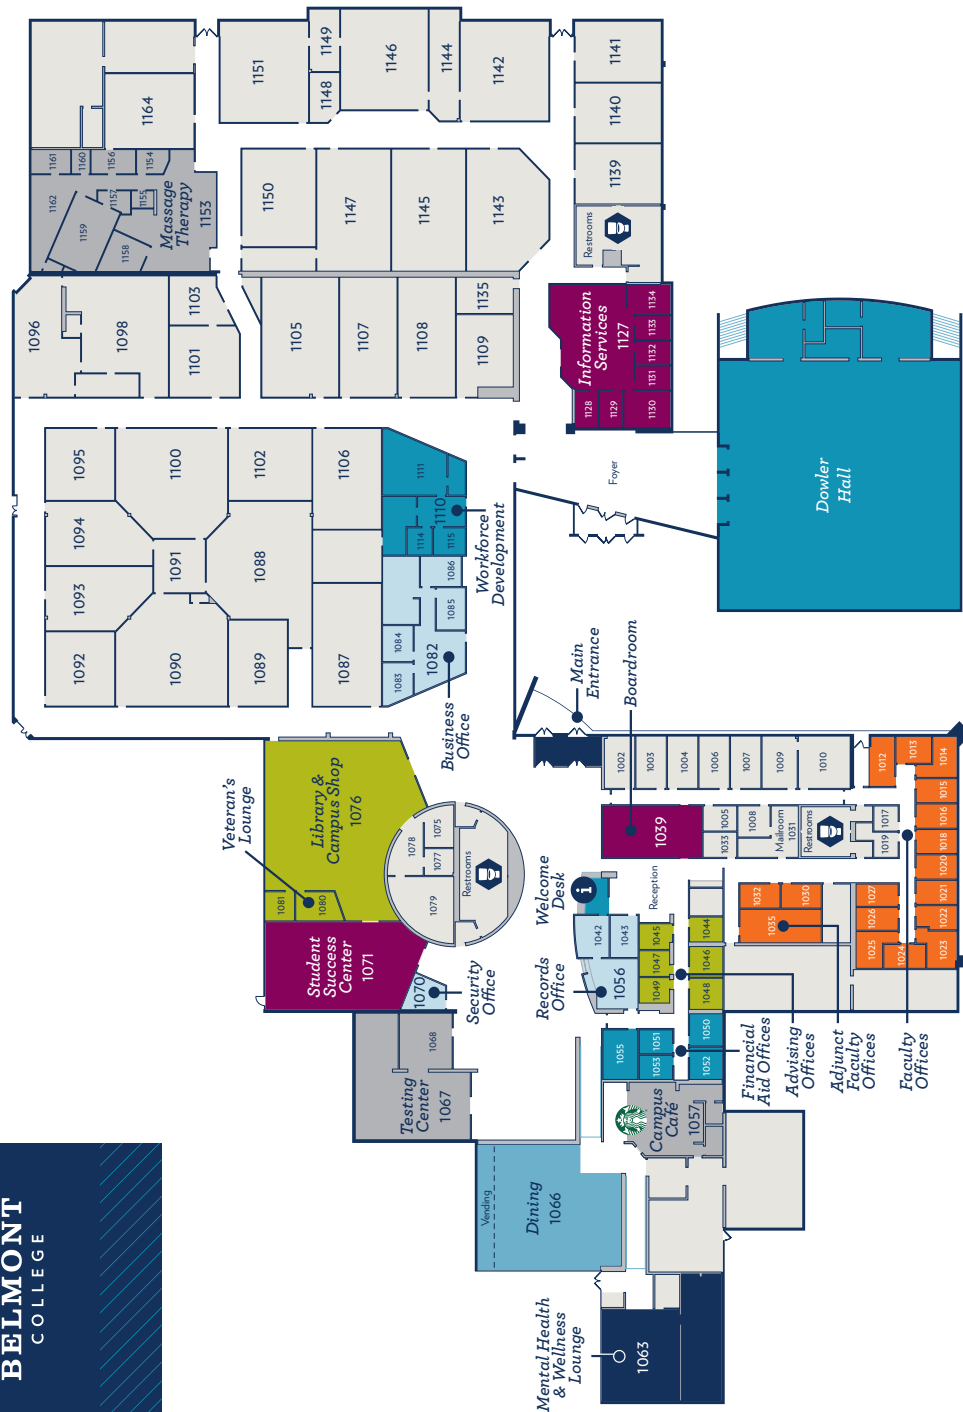 BELMONT
COLLEGE
Mental Health
& Wellness
Lounge
1063
Vending
Dining
1066
Testing
Center
1067
1068
Campus
Café
1057
1055
1053
1051
1052
1050
Financial
Aid Offices
Advising
Offices
Adjunct
Faculty
Offices
Faculty
Offices
Security
Office
1070
Student
Success
Center
1071
Records
Office
1056
1042
1043
1049
1047
1045
1048
1046
1044
Welcome
Desk
i
Reception
Veteran's
Lounge
1081
1080
Library &
Campus Shop
1076
1079
1078
1077
1075
Restrooms
1035
1032
1030
1025
1026
1027
1024
1023
1022
1021
1020
1018
1016
1015
1014
1013
1012
1019
1017
Restrooms
Mailroom
1031
1008
1033
1005
1039
Boardroom
1002
1003
1004
1006
1007
1009
1010
Main
Entrance
Business
Office
1082
1083
1084
1085
1086
Workforce
Development
1110
1111
1114
1115
1087
1106
1089
1088
1102
1090
1091
1100
1092
1093
1094
1095
Foyer
Dowler
Hall
Information
Services
1127
1128
1129
1130
1131
1132
1133
1134
Restrooms
1139
1140
1141
1096
1098
1101
1103
1105
1107
1108
1109
1135
1150
1147
1145
1143
Massage
Therapy
1153
1154
1155
1156
1157
1158
1159
1160
1161
1162
1164
1151
1149
1148
1146
1144
1142